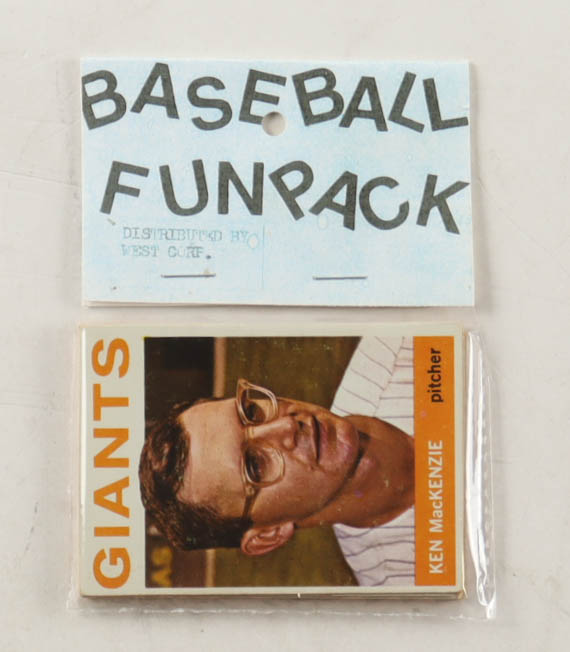 BASEBALL
FUNPACK
DISTRIBUTED BY
WEST CORP.
GIANTS
KEN MacKENZIE pitcher